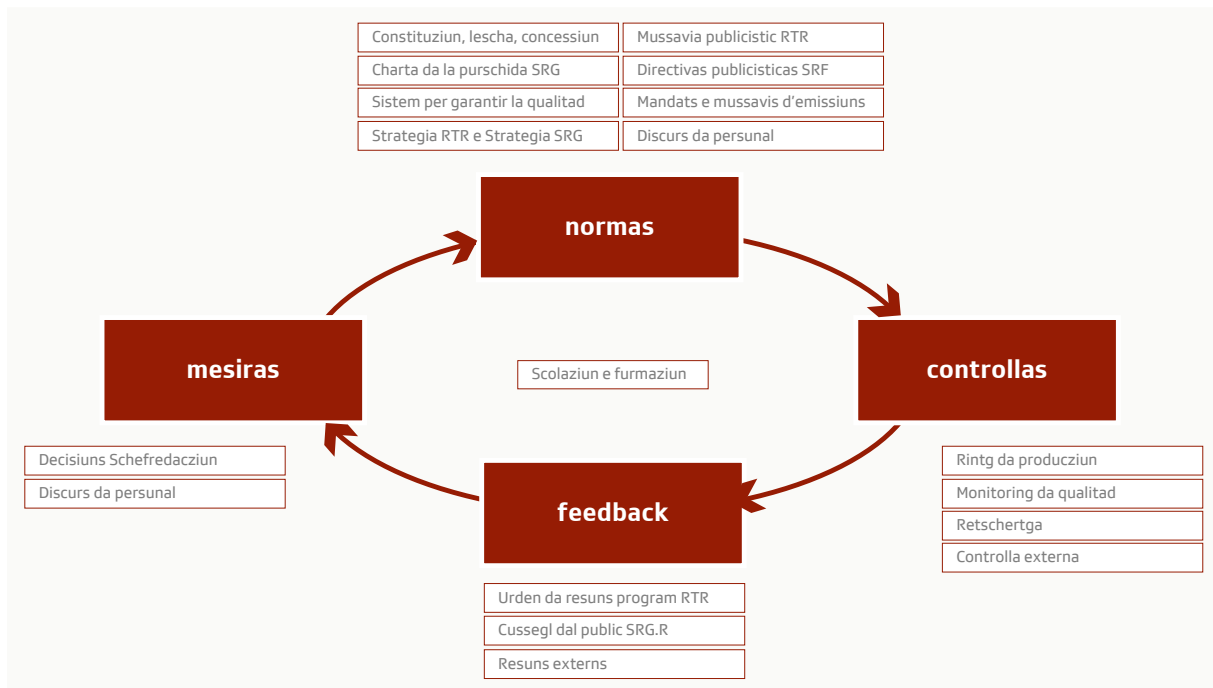 Constituziun, lescha, concessiun
Mussavia publicistic RTR
Charta da la purschida SRG
Directivas publicisticas SRF
Sistem per garantir la qualitad
Mandats e mussavis d'emissiuns
Strategia RTR e Strategia SRG
Discurs da persunal
normas
mesiras
Scolaziun e furmaziun
controllas
Decisiuns Schefredacziun
Discurs da persunal
feedback
Rintg da producziun
Monitoring da qualitad
Retschertga
Controlla externa
Urden da resuns program RTR
Cussegl dal public SRG.R
Resuns externs